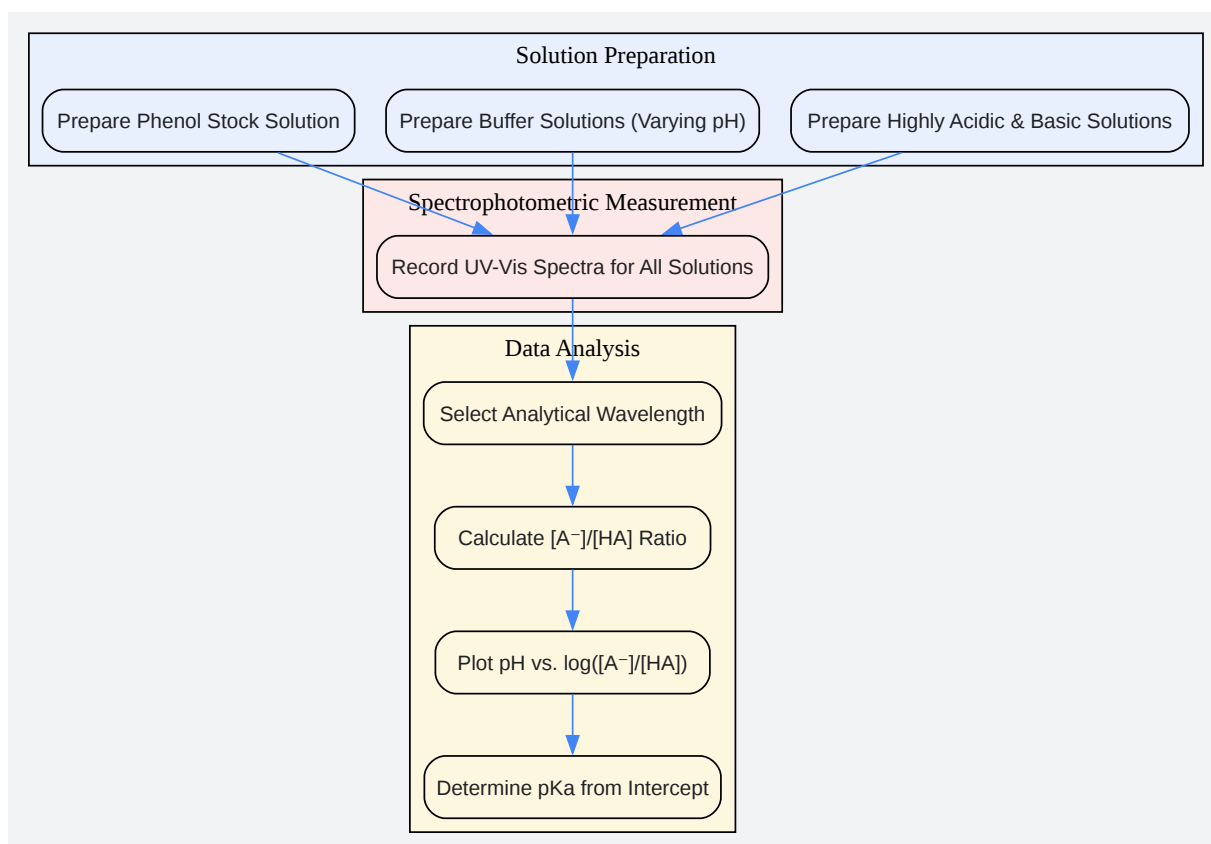 Solution Preparation
Prepare Phenol Stock Solution
Prepare Buffer Solutions (Varying pH)
Prepare Highly Acidic & Basic Solutions
Spectrophotometric Measurement
Record UV-Vis Spectra for All Solutions
Data Analysis
Select Analytical Wavelength
Calculate [A⁻]/[HA] Ratio
Plot pH vs. log([A⁻]/[HA])
Determine pKa from Intercept